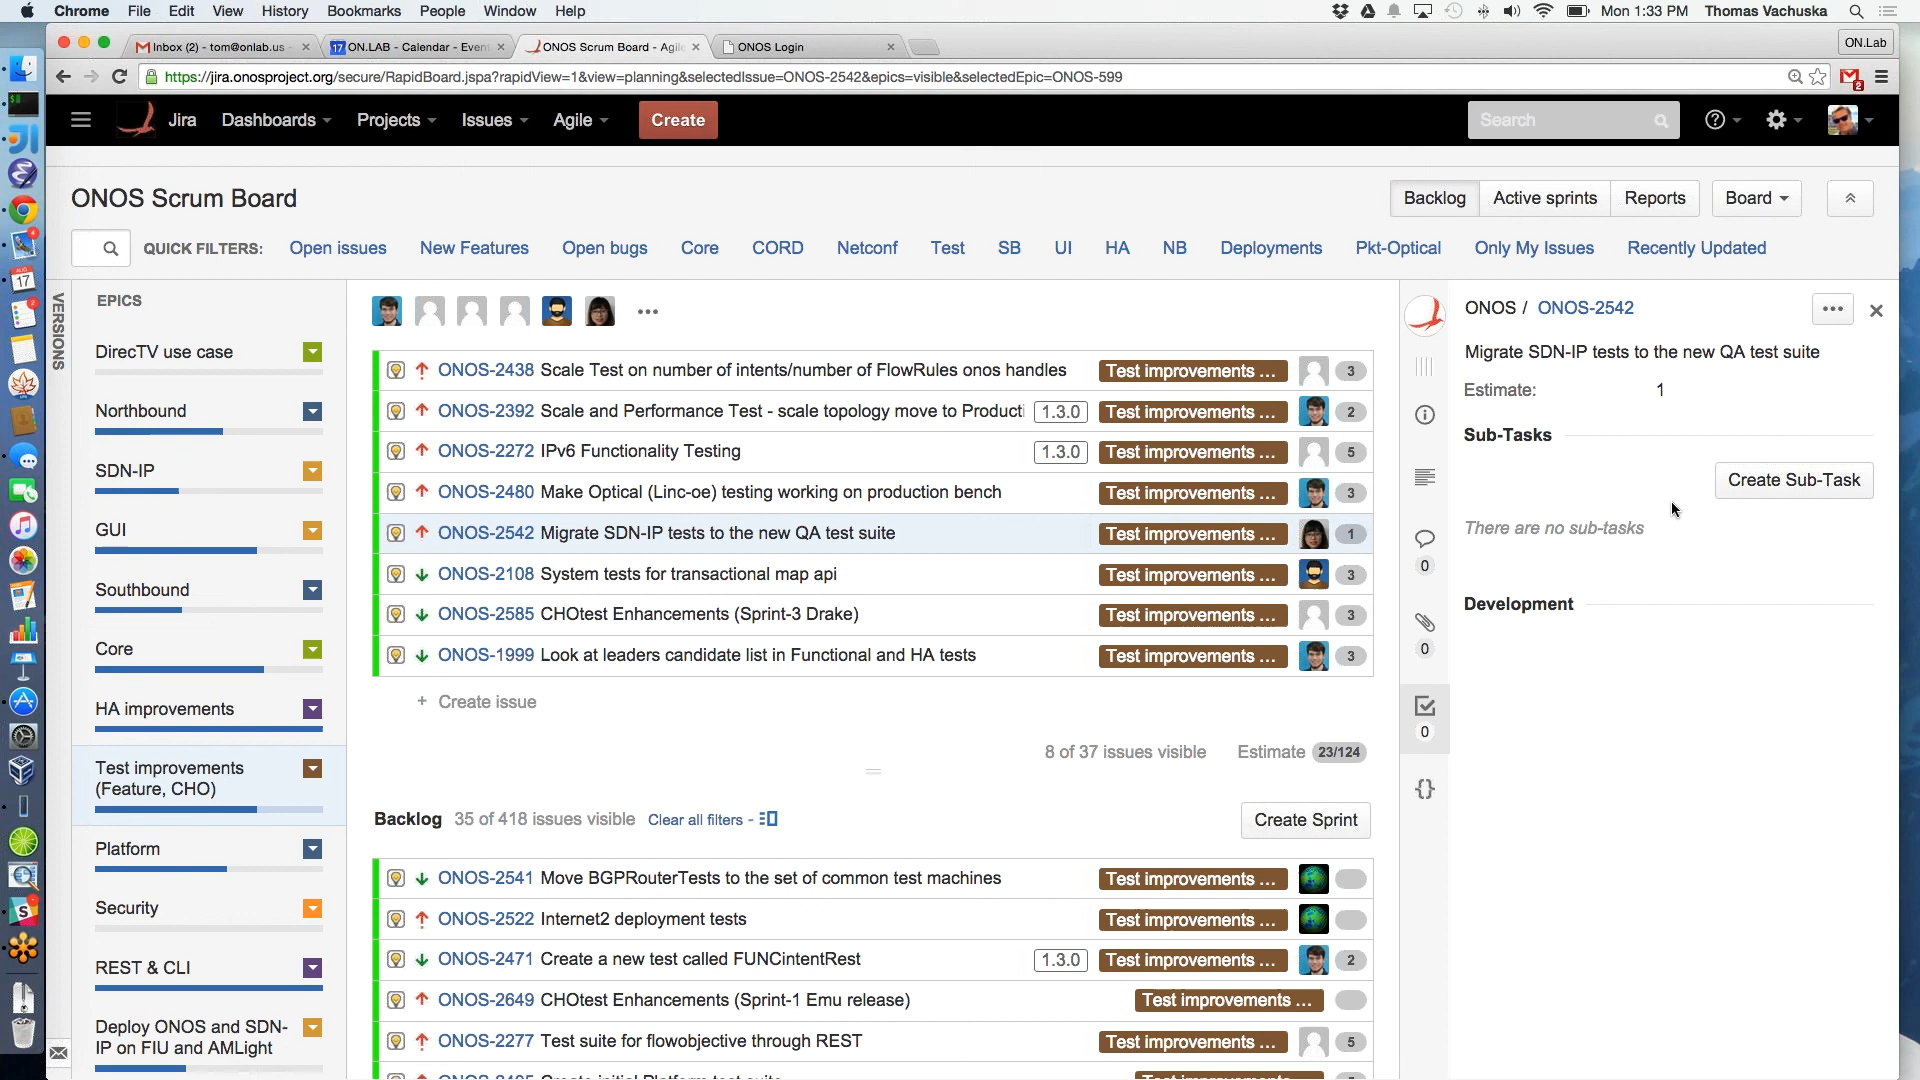 Chrome File Edit View History Bookmarks People Window Help Mon 1:33 PM Thomas Vachuska
Inbox (2) - tom@onlab.us - ON.LAB - Calendar - Event ONOS Scrum Board - Agile ONOS Login ON.Lab
https://jira.onosproject.org/secure/RapidBoard.jspa?rapidView=1&view=planning&selectedIssue=ONOS-2542&epics=visible&selectedEpic=ONOS-599
Jira Dashboards Projects Issues Agile Create Search
ONOS Scrum Board Backlog Active sprints Reports Board
QUICK FILTERS: Open issues New Features Open bugs Core CORD Netconf Test SB UI HA NB Deployments Pkt-Optical Only My Issues Recently Updated
VERSIONS
EPICS
DirecTV use case
Northbound
SDN-IP
GUI
Southbound
Core
HA improvements
Test improvements
(Feature, CHO)
Platform
Security
REST & CLI
Deploy ONOS and SDN-
IP on FIU and AMLight
ONOS-2438 Scale Test on number of intents/number of FlowRules onos handles Test improvements ... 3
ONOS-2392 Scale and Performance Test - scale topology move to Producti 1.3.0 Test improvements ... 2
ONOS-2272 IPv6 Functionality Testing 1.3.0 Test improvements ... 5
ONOS-2480 Make Optical (Linc-oe) testing working on production bench Test improvements ... 3
ONOS-2542 Migrate SDN-IP tests to the new QA test suite Test improvements ... 1
ONOS-2108 System tests for transactional map api Test improvements ... 3
ONOS-2585 CHOtest Enhancements (Sprint-3 Drake) Test improvements ... 3
ONOS-1999 Look at leaders candidate list in Functional and HA tests Test improvements ... 3
+ Create issue
8 of 37 issues visible Estimate 23/124
Backlog 35 of 418 issues visible Clear all filters - Create Sprint
ONOS-2541 Move BGPRouterTests to the set of common test machines Test improvements ...
ONOS-2522 Internet2 deployment tests Test improvements ...
ONOS-2471 Create a new test called FUNCintentRest 1.3.0 Test improvements ... 2
ONOS-2649 CHOtest Enhancements (Sprint-1 Emu release) Test improvements ...
ONOS-2277 Test suite for flowobjective through REST Test improvements ... 5
ONOS / ONOS-2542
Migrate SDN-IP tests to the new QA test suite
Estimate: 1
Sub-Tasks
Create Sub-Task
There are no sub-tasks
Development
0
0
0